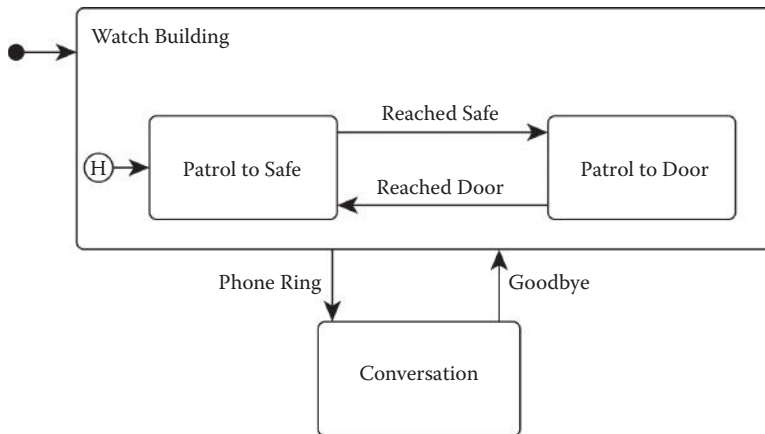 Watch Building
Reached Safe
H
Patrol to Safe
Patrol to Door
Reached Door
Phone Ring
Goodbye
Conversation